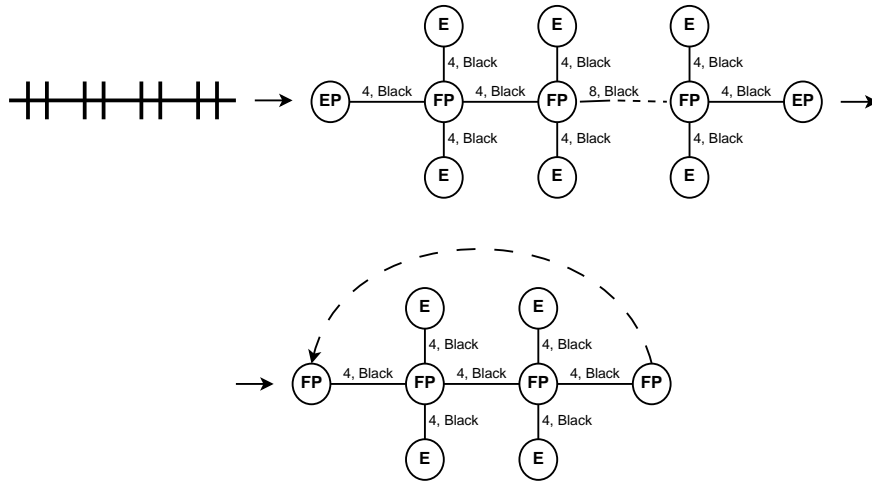 E E E
4, Black 4, Black 4, Black
EP 4, Black FP 4, Black FP 8, Black FP 4, Black EP
4, Black 4, Black 4, Black
E E E
E E
4, Black 4, Black
FP 4, Black FP 4, Black FP 4, Black FP
4, Black 4, Black
E E